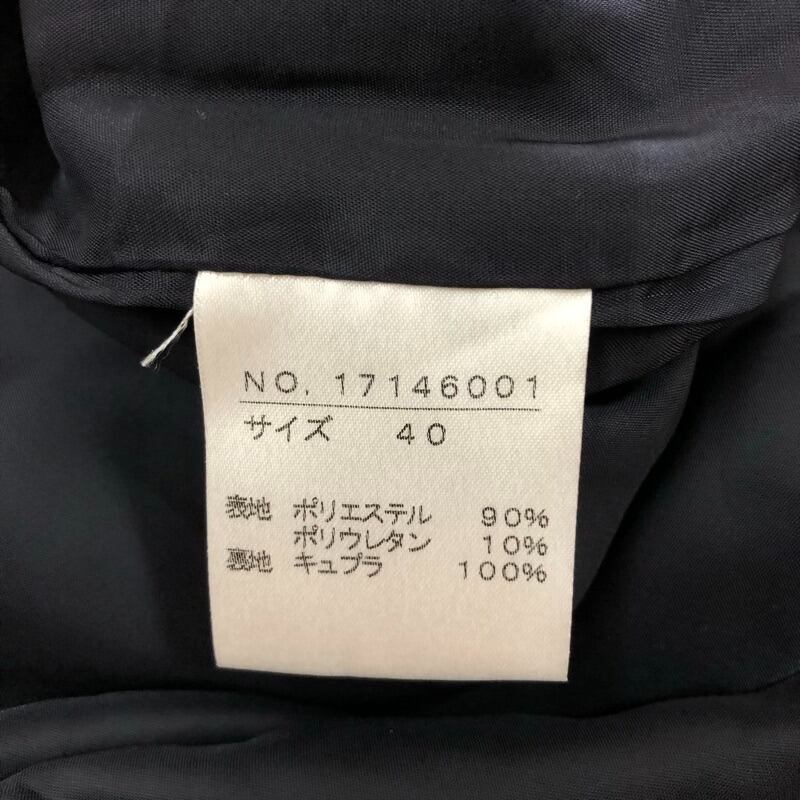 NO. 17146001
サイズ 40
表地 ポリエステル 90%
ポリウレタン 10%
裏地 キュプラ 100%